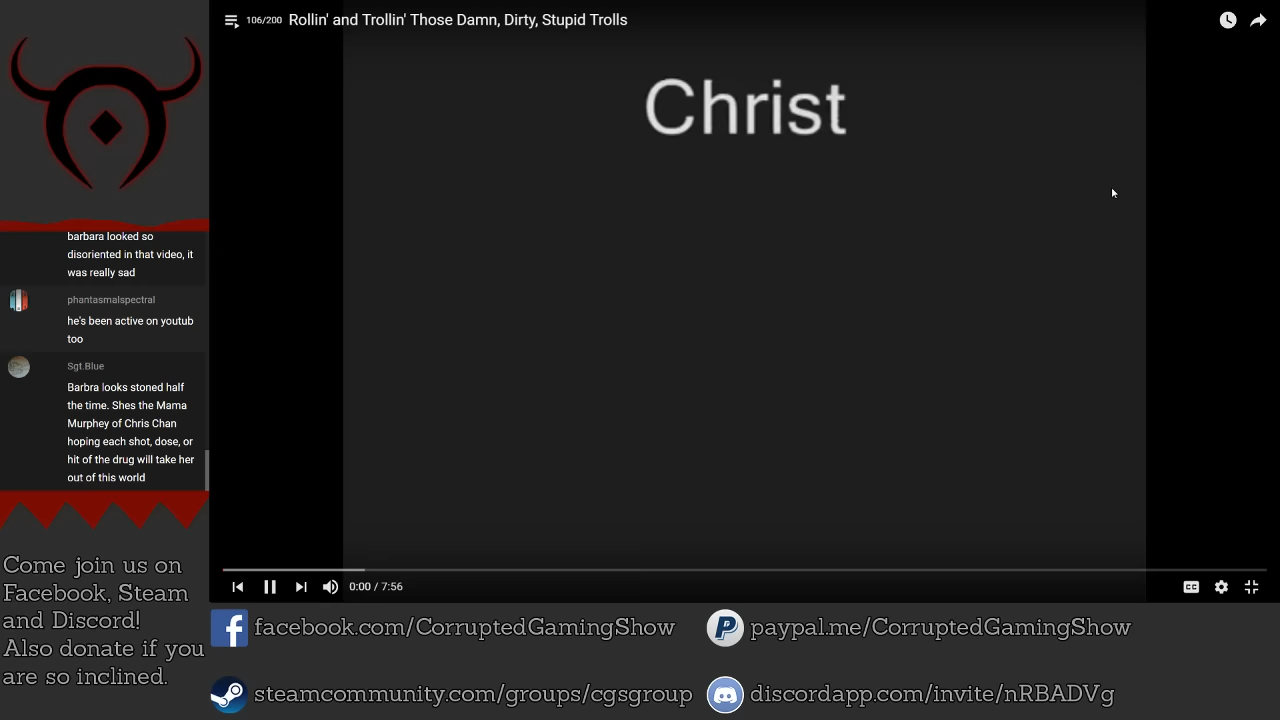 106/200 Rollin' and Trollin' Those Damn, Dirty, Stupid Trolls
Christ
barbara looked so
disoriented in that video, it
was really sad
phantasmalspectral
he's been active on youtub
too
Sgt.Blue
Barbra looks stoned half
the time. Shes the Mama
Murphey of Chris Chan
hoping each shot, dose, or
hit of the drug will take her
out of this world
0:00 / 7:56
CC
Come join us on
Facebook, Steam
and Discord!
Also donate if you
are so inclined.
facebook.com/CorruptedGamingShow
paypal.me/CorruptedGamingShow
steamcommunity.com/groups/cgsgroup
discordapp.com/invite/nRBADVg